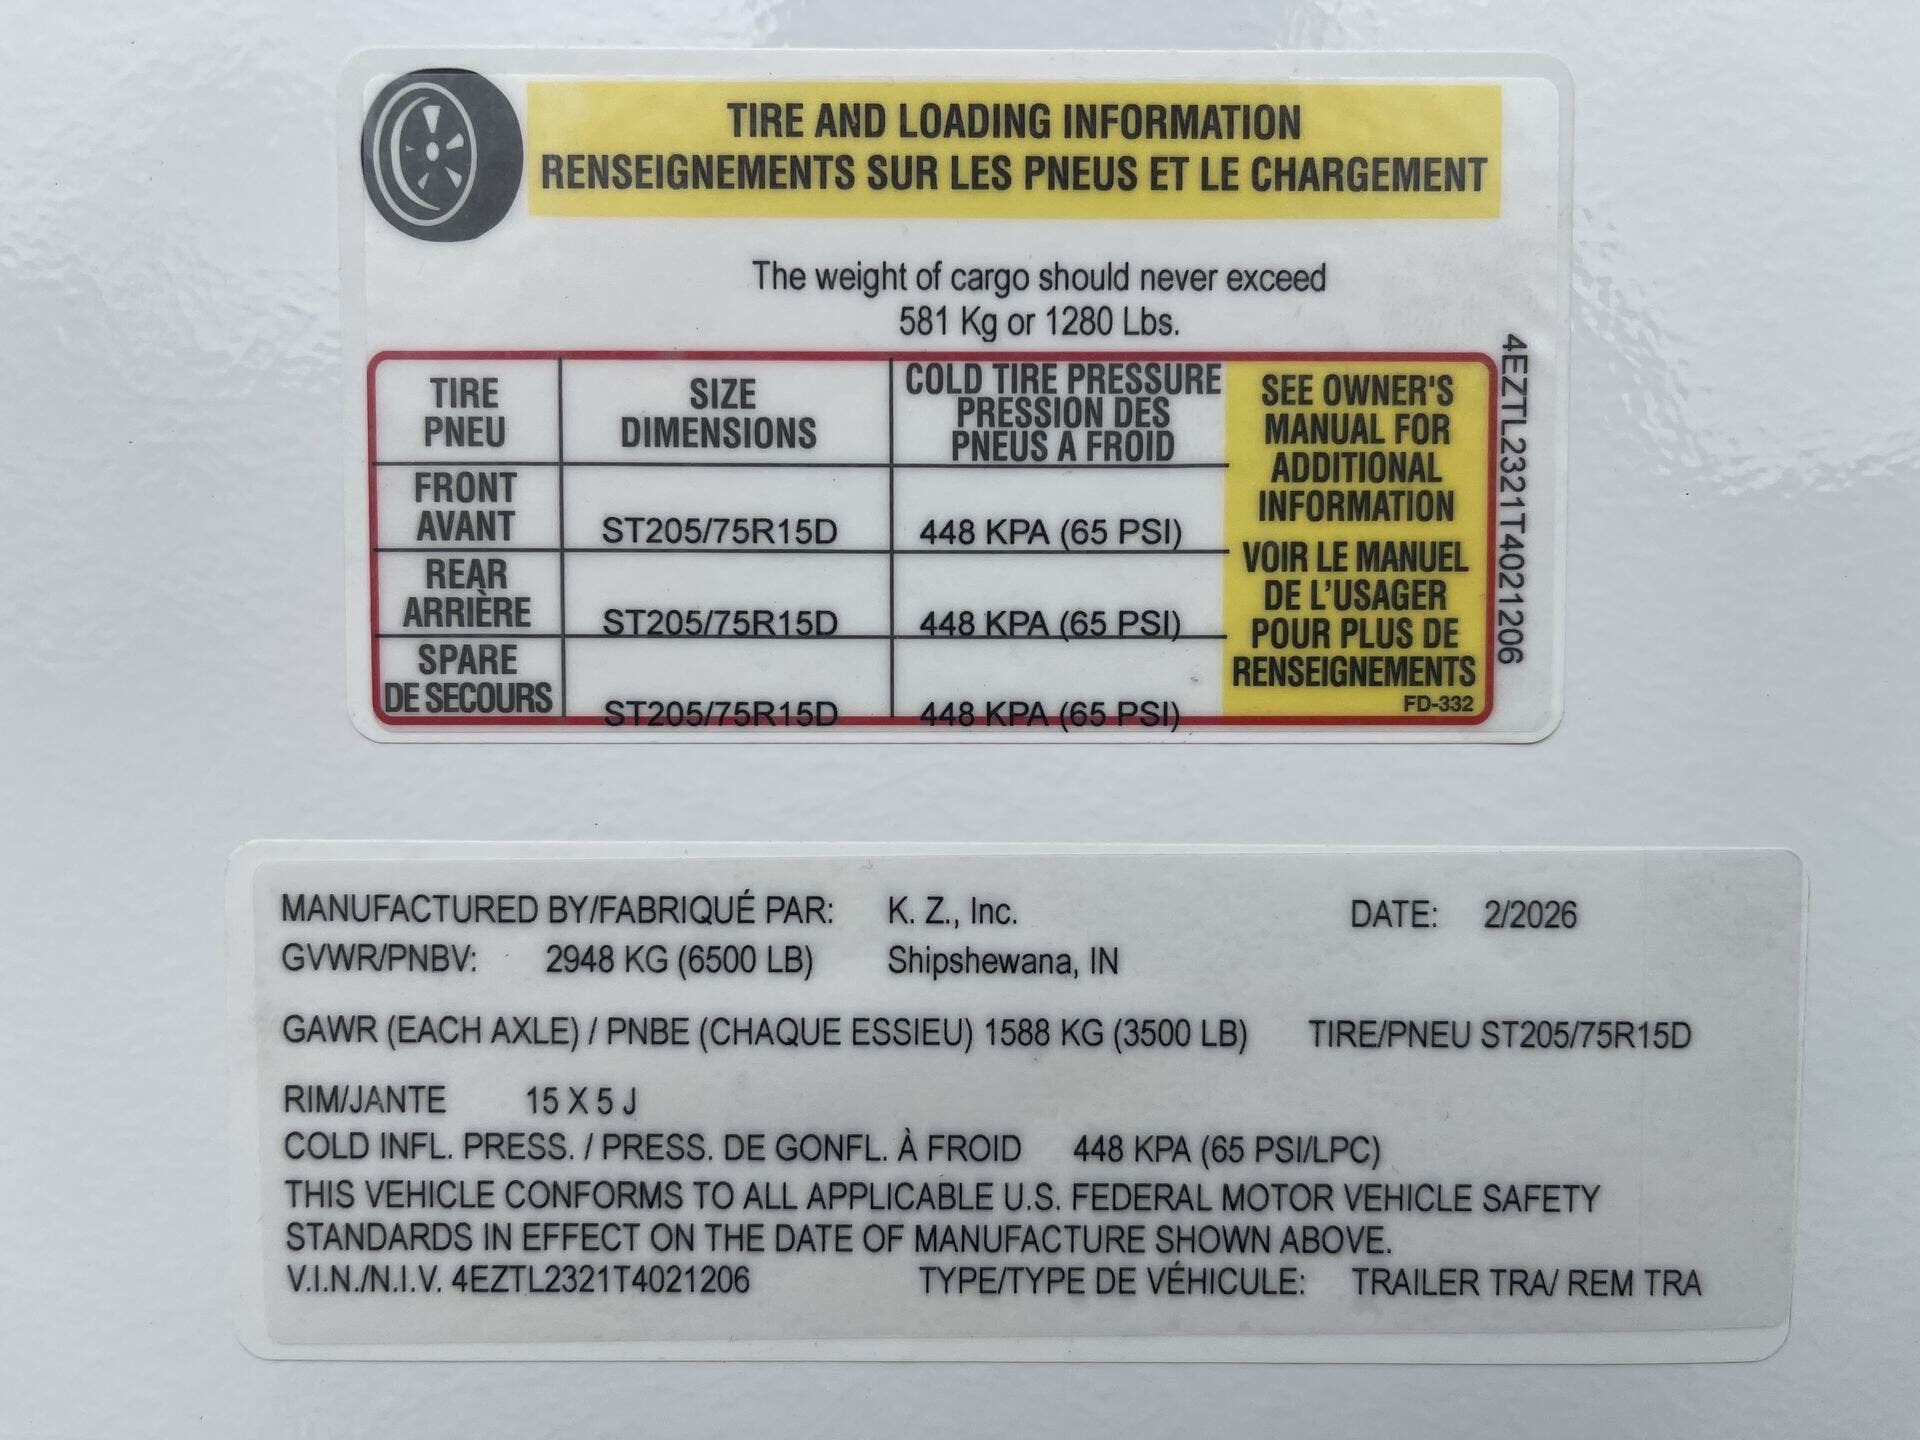 TIRE AND LOADING INFORMATION
RENSEIGNEMENTS SUR LES PNEUS ET LE CHARGEMENT
The weight of cargo should never exceed
581 Kg or 1280 Lbs.
TIRE
PNEU
SIZE
DIMENSIONS
COLD TIRE PRESSURE
PRESSION DES
PNEUS A FROID
FRONT
AVANT
ST205/75R15D
448 KPA (65 PSI)
REAR
ARRIÈRE
ST205/75R15D
448 KPA (65 PSI)
SPARE
DE SECOURS
ST205/75R15D
448 KPA (65 PSI)
SEE OWNER'S
MANUAL FOR
ADDITIONAL
INFORMATION
VOIR LE MANUEL
DE L'USAGER
POUR PLUS DE
RENSEIGNEMENTS
FD-332
4EZTL2321T4021206
MANUFACTURED BY/FABRIQUÉ PAR: K. Z., Inc. DATE: 2/2026
GVWR/PNBV: 2948 KG (6500 LB) Shipshewana, IN
GAWR (EACH AXLE) / PNBE (CHAQUE ESSIEU) 1588 KG (3500 LB) TIRE/PNEU ST205/75R15D
RIM/JANTE 15 X 5 J
COLD INFL. PRESS. / PRESS. DE GONFL. À FROID 448 KPA (65 PSI/LPC)
THIS VEHICLE CONFORMS TO ALL APPLICABLE U.S. FEDERAL MOTOR VEHICLE SAFETY
STANDARDS IN EFFECT ON THE DATE OF MANUFACTURE SHOWN ABOVE.
V.I.N./N.I.V. 4EZTL2321T4021206 TYPE/TYPE DE VÉHICULE: TRAILER TRA/ REM TRA